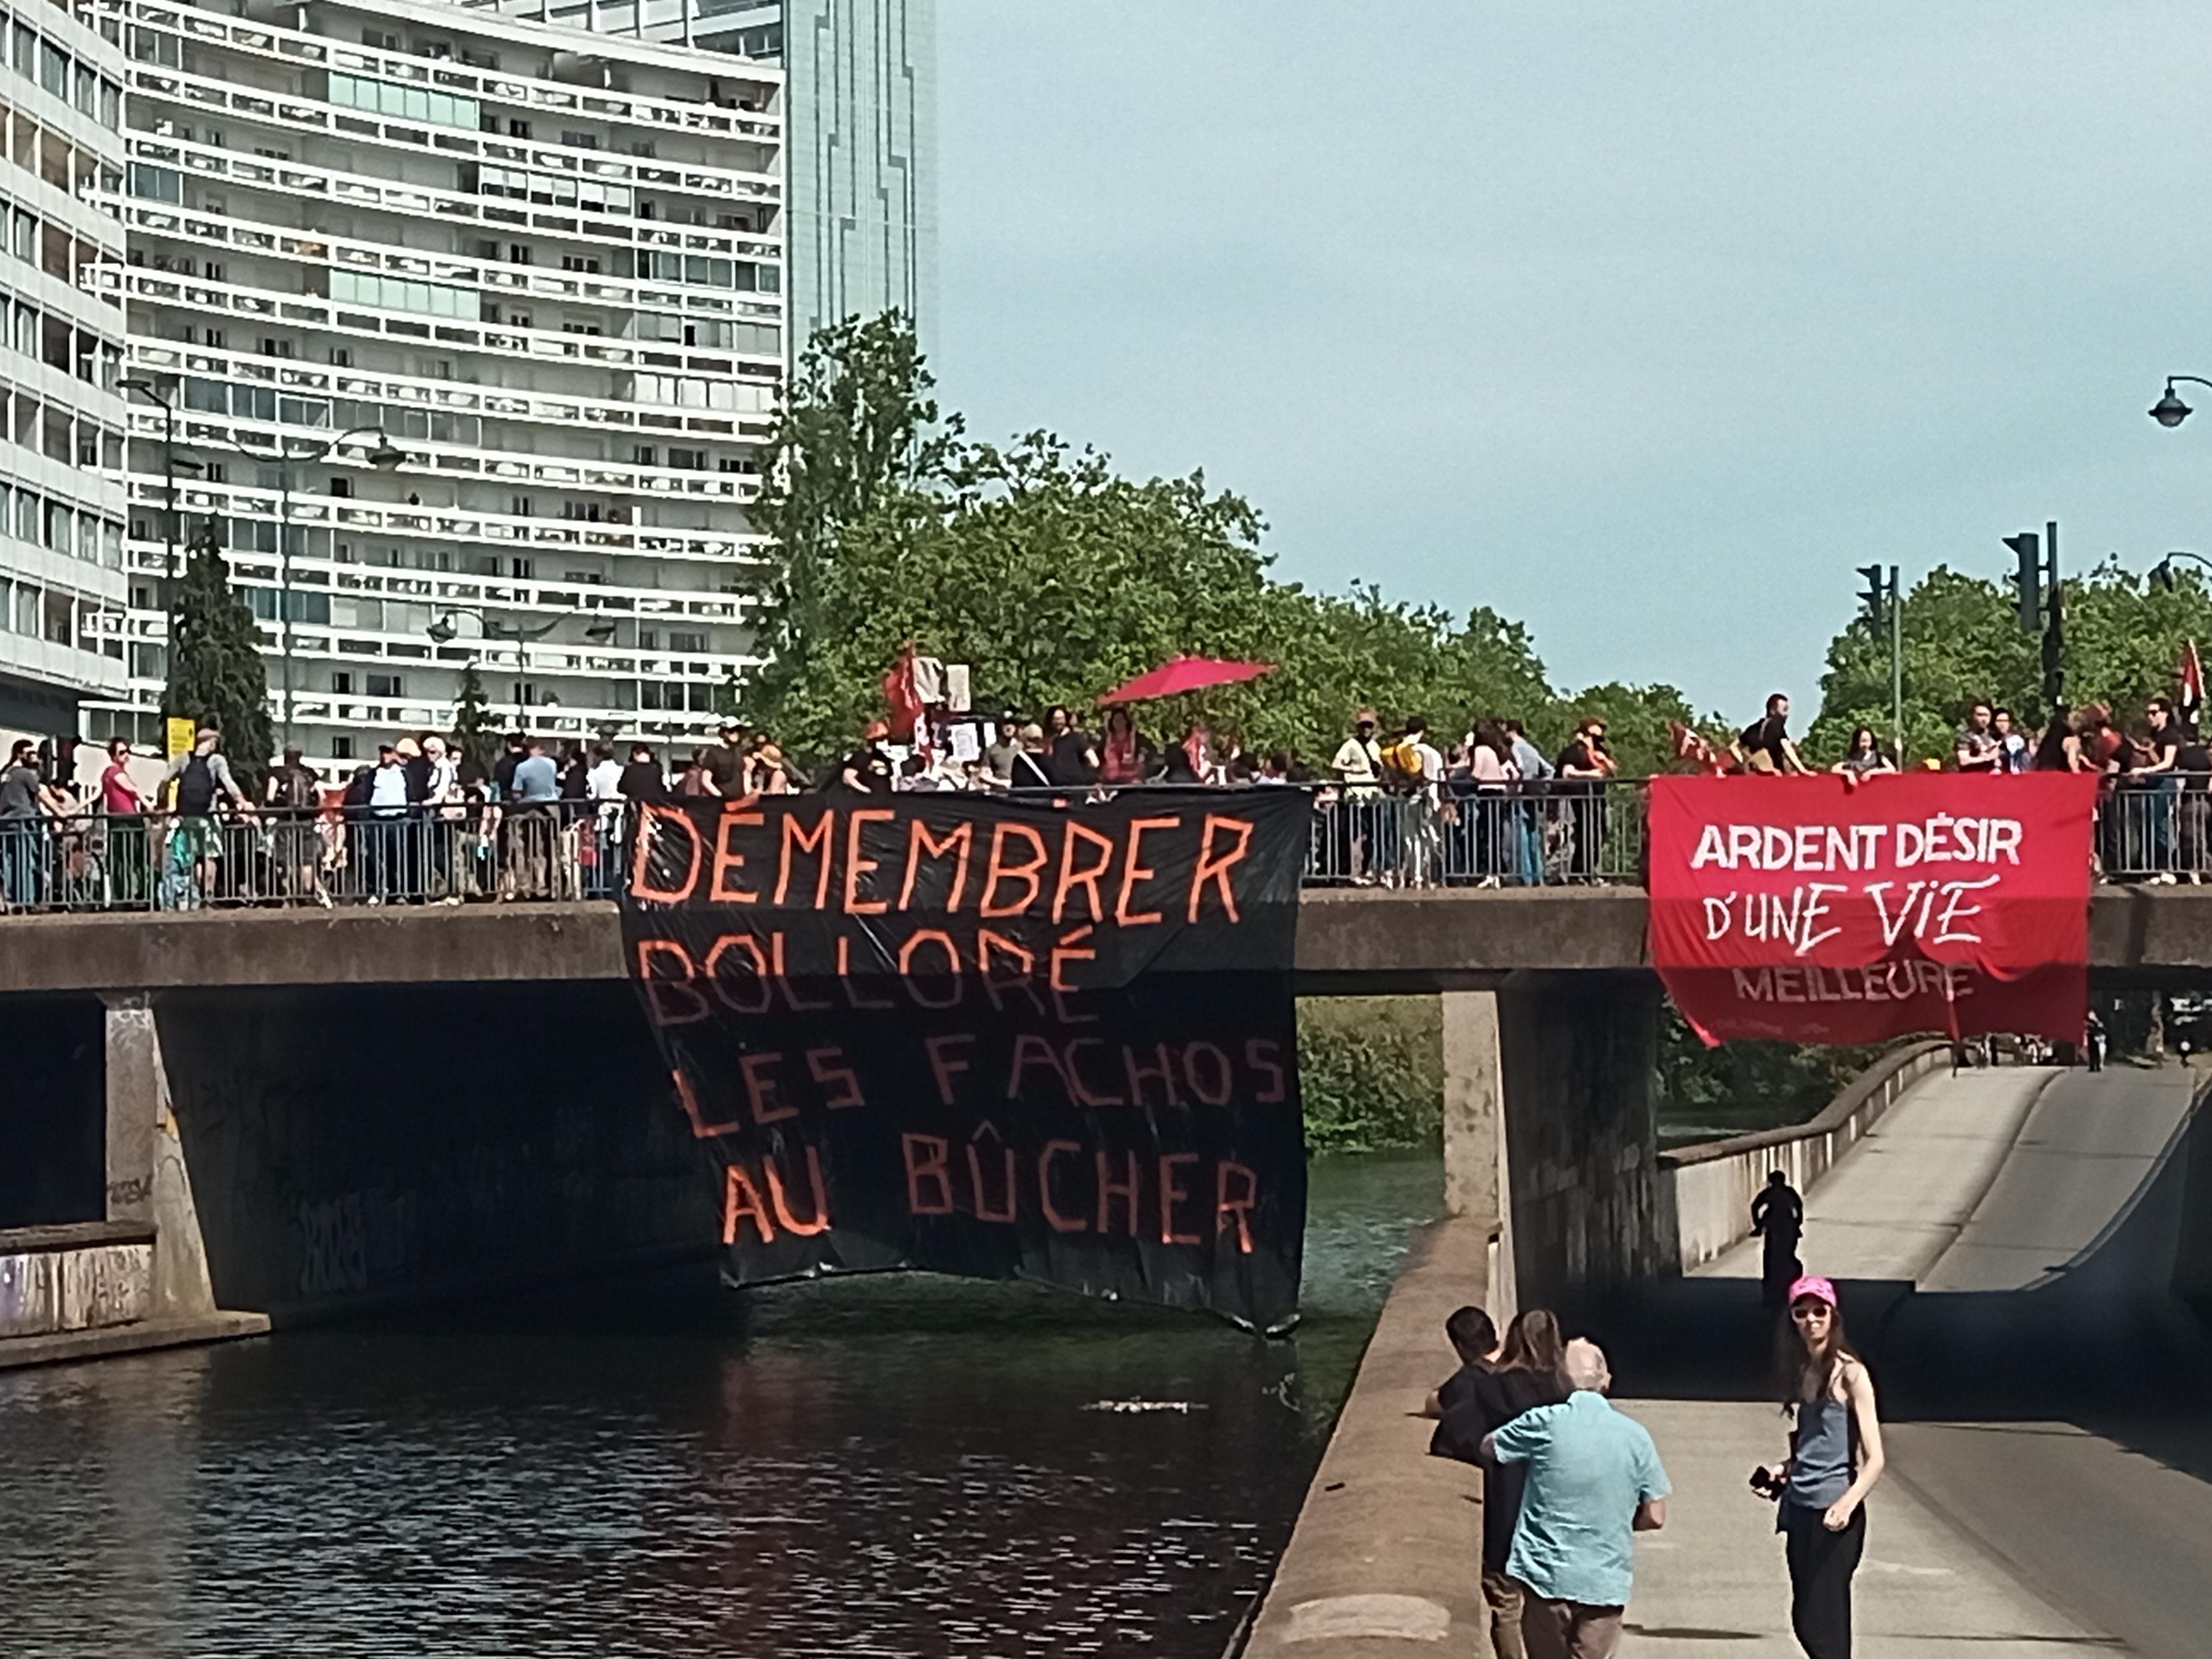 DÉMEMBRER
BOLLORÉ
LES FACHOS
AU BÛCHER
ARDENT DÉSIR
D'UNE VIE
MEILLEURE